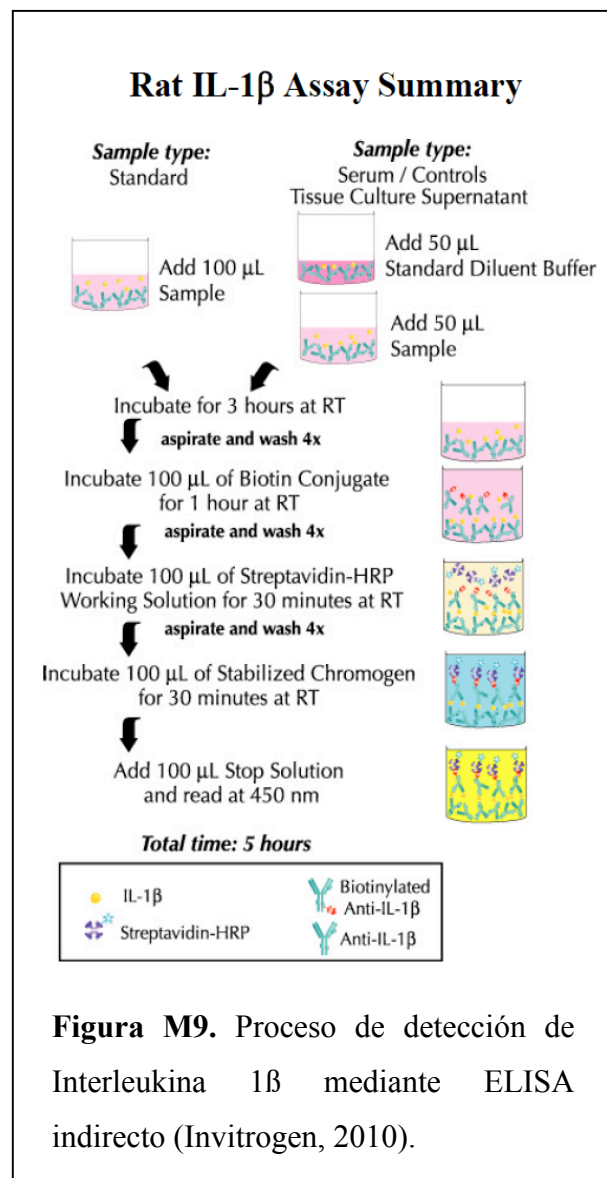 Rat IL-1β Assay Summary
Sample type:
Standard
Sample type:
Serum / Controls
Tissue Culture Supernatant
Add 100 μL
Sample
Add 50 μL
Standard Diluent Buffer
Add 50 μL
Sample
Incubate for 3 hours at RT
aspirate and wash 4x
Incubate 100 μL of Biotin Conjugate
for 1 hour at RT
aspirate and wash 4x
Incubate 100 μL of Streptavidin-HRP
Working Solution for 30 minutes at RT
aspirate and wash 4x
Incubate 100 μL of Stabilized Chromogen
for 30 minutes at RT
Add 100 μL Stop Solution
and read at 450 nm
Total time: 5 hours
IL-1β
Streptavidin-HRP
Biotinylated
Anti-IL-1β
Anti-IL-1β
Figura M9. Proceso de detección de
Interleukina 1ß mediante ELISA
indirecto (Invitrogen, 2010).